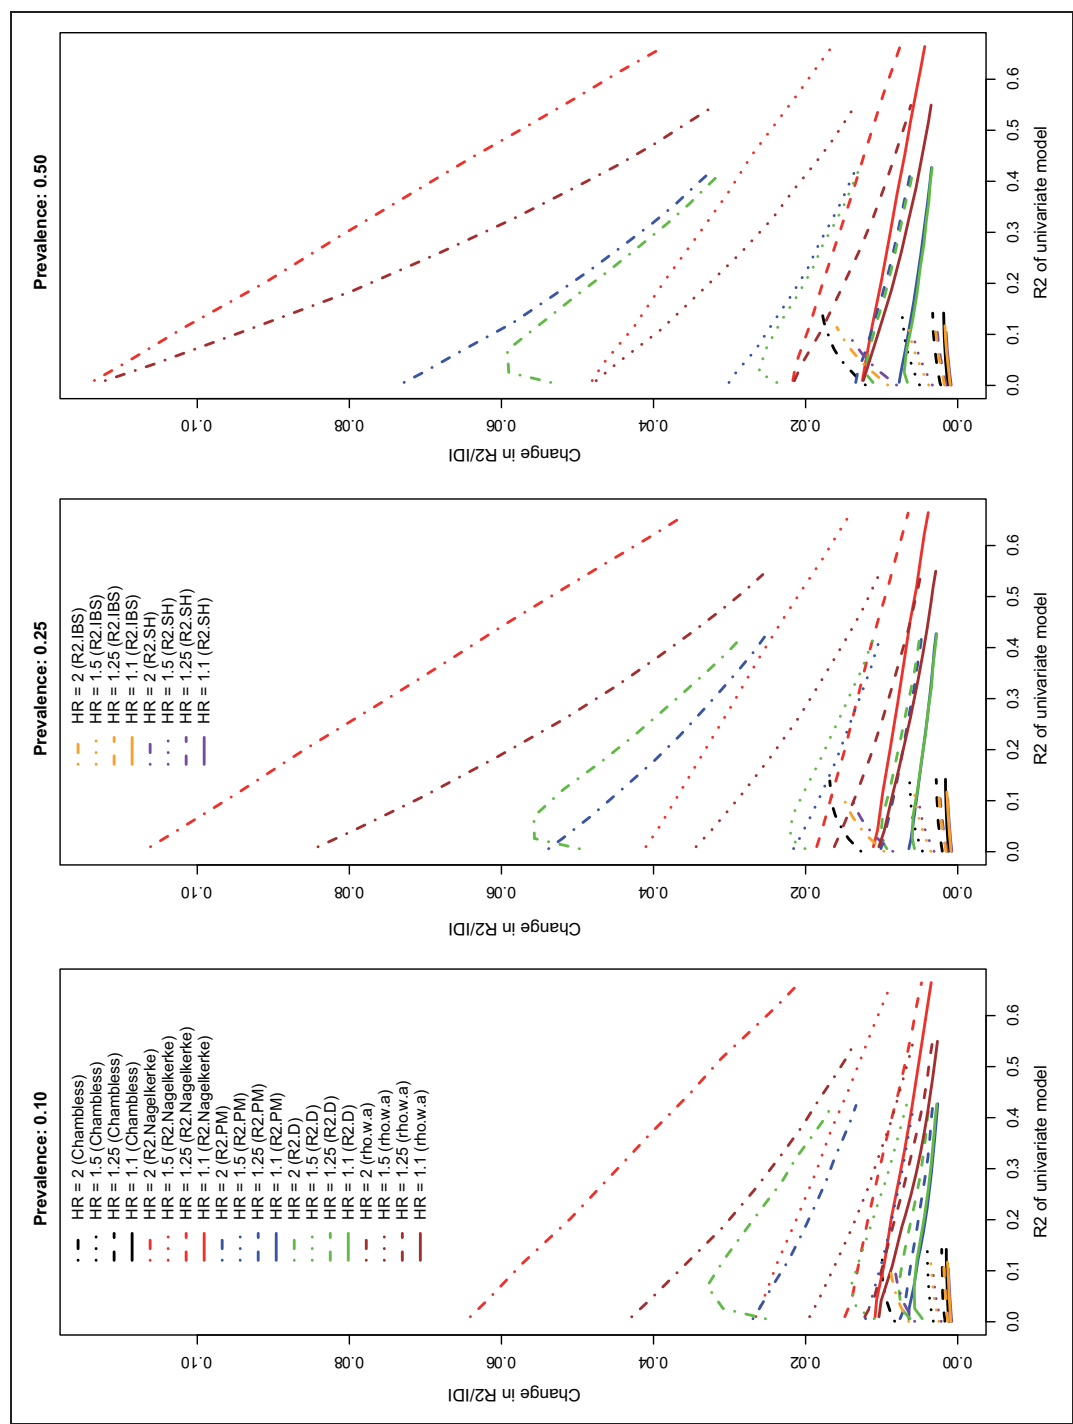 Prevalence: 0.10
HR = 2 (Chambless)
HR = 1.5 (Chambless)
HR = 1.25 (Chambless)
HR = 1.1 (Chambless)
HR = 2 (R2.Nagelkerke)
HR = 1.5 (R2.Nagelkerke)
HR = 1.25 (R2.Nagelkerke)
HR = 1.1 (R2.Nagelkerke)
HR = 2 (R2.PM)
HR = 1.5 (R2.PM)
HR = 1.25 (R2.PM)
HR = 1.1 (R2.PM)
HR = 2 (R2.D)
HR = 1.5 (R2.D)
HR = 1.25 (R2.D)
HR = 1.1 (R2.D)
HR = 2 (rho.w.a)
HR = 1.5 (rho.w.a)
HR = 1.25 (rho.w.a)
HR = 1.1 (rho.w.a)
Change in R2/IDI
0.10
0.08
0.06
0.04
0.02
0.00
0.0 0.1 0.2 0.3 0.4 0.5 0.6
R2 of univariate model
Prevalence: 0.25
HR = 2 (R2.IBS)
HR = 1.5 (R2.IBS)
HR = 1.25 (R2.IBS)
HR = 1.1 (R2.IBS)
HR = 2 (R2.SH)
HR = 1.5 (R2.SH)
HR = 1.25 (R2.SH)
HR = 1.1 (R2.SH)
Change in R2/IDI
0.10
0.08
0.06
0.04
0.02
0.00
0.0 0.1 0.2 0.3 0.4 0.5 0.6
R2 of univariate model
Prevalence: 0.50
Change in R2/IDI
0.10
0.08
0.06
0.04
0.02
0.00
0.0 0.1 0.2 0.3 0.4 0.5 0.6
R2 of univariate model